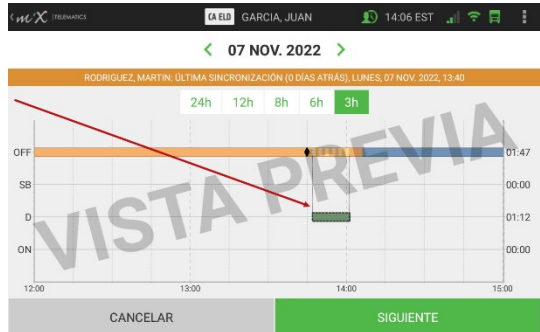 MiX | TELEMATICS CA ELD GARCIA, JUAN 14:06 EST
< 07 NOV. 2022 >
RODRIGUEZ, MARTIN: ÚLTIMA SINCRONIZACIÓN (0 DÍAS ATRÁS), LUNES, 07 NOV. 2022, 13:40
24h 12h 8h 6h 3h
OFF 01:47
SB 00:00
D 01:12
ON 00:00
VISTA PREVIA
12:00 13:00 14:00 15:00
CANCELAR SIGUIENTE